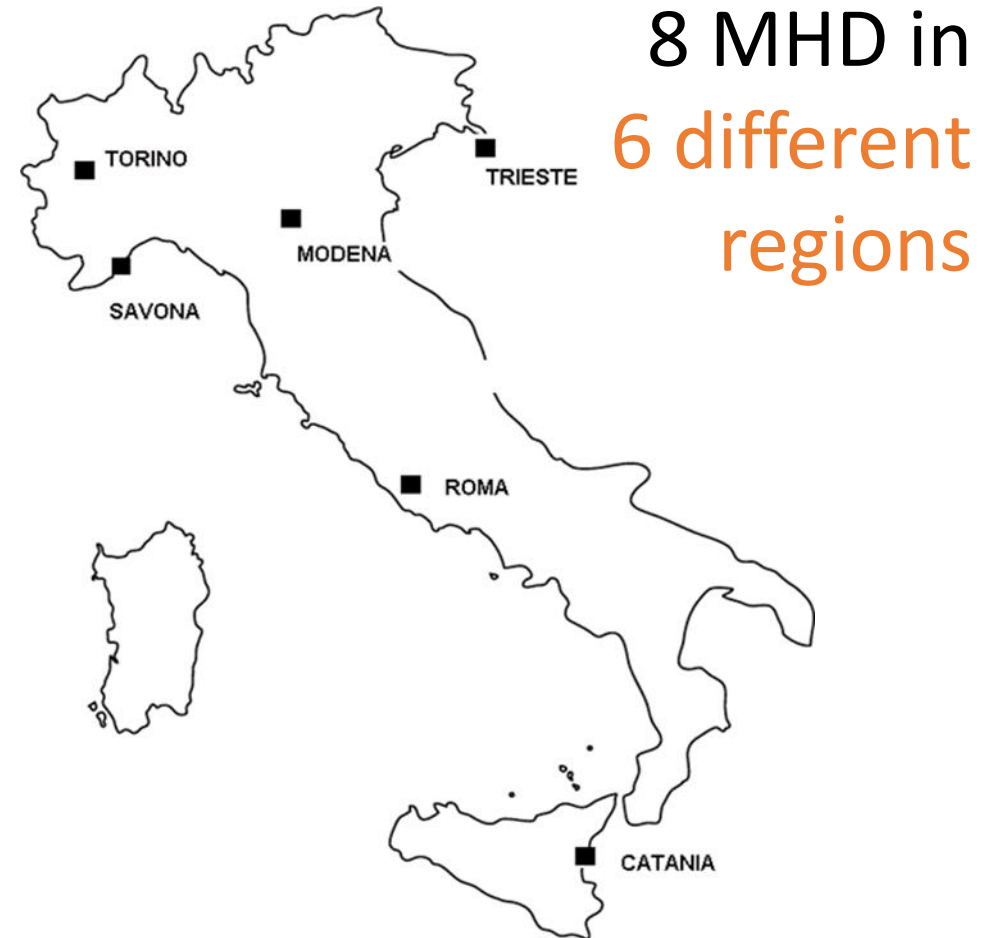 8 MHD in
6 different
regions
TORINO
TRIESTE
MODENA
SAVONA
ROMA
CATANIA